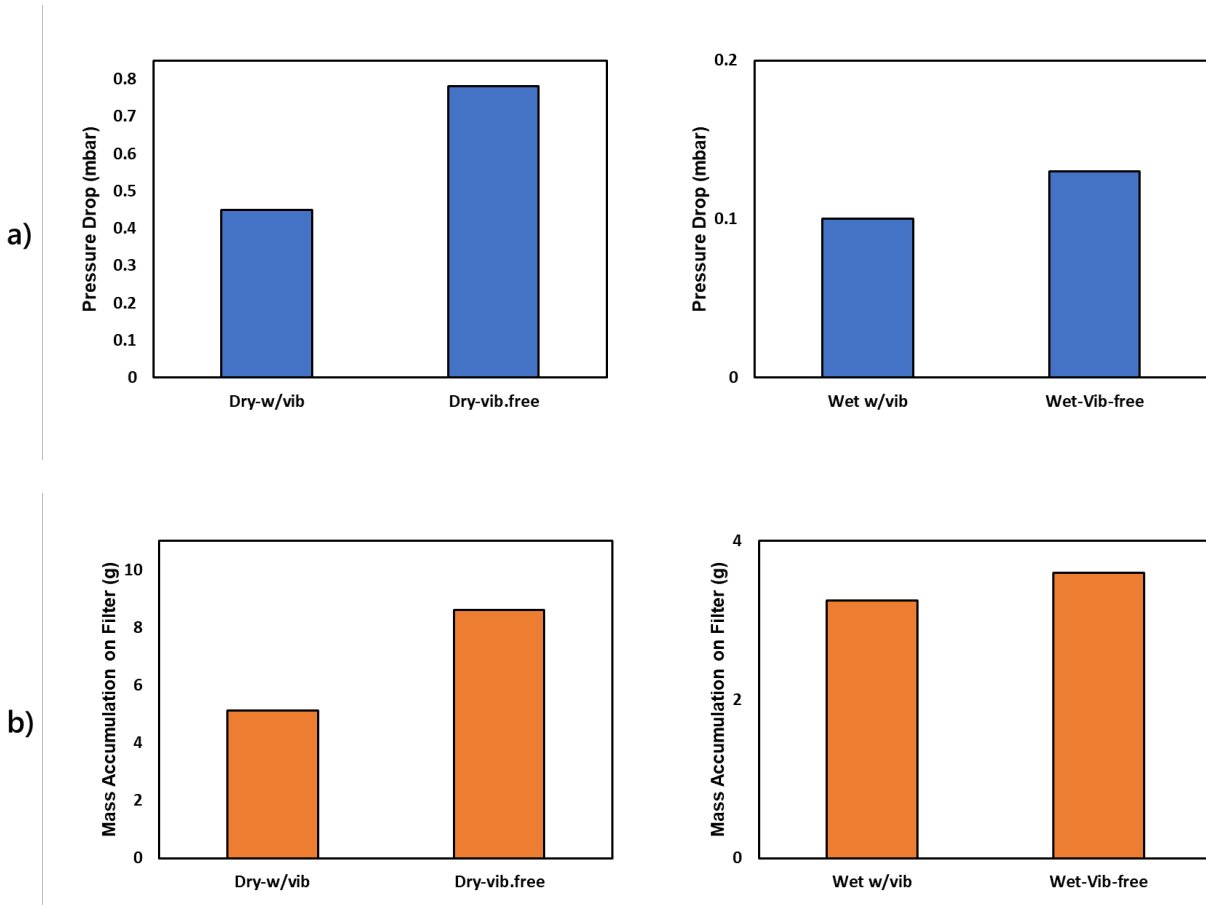 a)
Pressure Drop (mbar)
0.8
0.7
0.6
0.5
0.4
0.3
0.2
0.1
0
Dry-w/vib
Dry-vib.free
Pressure Drop (mbar)
0.2
0.1
0
Wet w/vib
Wet-Vib-free
b)
Mass Accumulation on Filter (g)
10
8
6
4
2
0
Dry-w/vib
Dry-vib.free
Mass Accumulation on Filter (g)
4
2
0
Wet w/vib
Wet-Vib-free